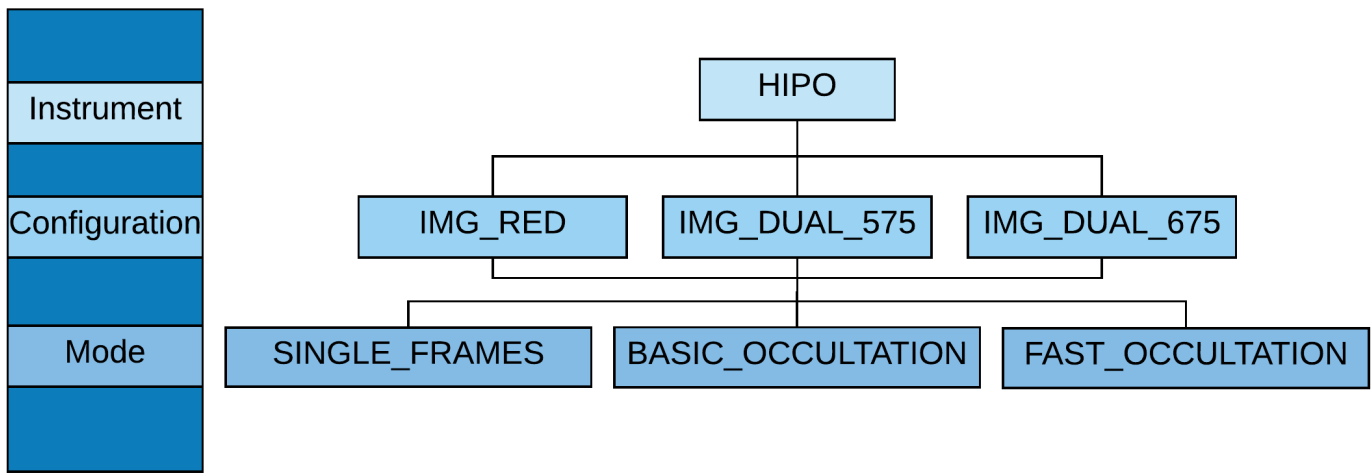 HIPO
Instrument
IMG_RED
IMG_DUAL_575
IMG_DUAL_675
Configuration
SINGLE_FRAMES
BASIC_OCCULTATION
FAST_OCCULTATION
Mode